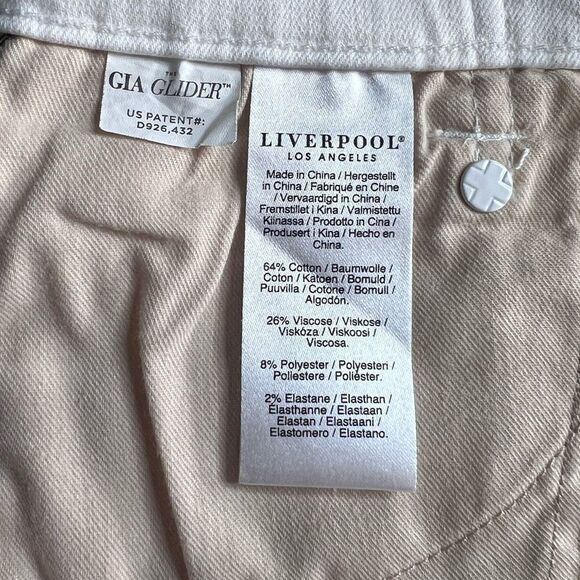 THE
GIA GLIDER™
US PATENT#:
D926,432
LIVERPOOL®
LOS ANGELES
Made in China / Hergestellt
in China / Fabriqué en Chine
/ Vervaardigd in China /
Fremstillet i Kina / Valmistettu
Kiinassa / Prodotto in Cina /
Produsert i Kina / Hecho en
China.
64% Cotton / Baumwolle /
Coton / Katoen / Bomuld /
Puuvilla / Cotone / Bomull /
Algodón.
26% Viscose / Viskose /
Viskóza / Viskoosi /
Viscosa.
8% Polyester / Polyesteri /
Poliestere / Poliéster.
2% Elastane / Elasthan /
Élasthanne / Elastaan /
Elastan / Elastaani /
Elastomero / Elastano.